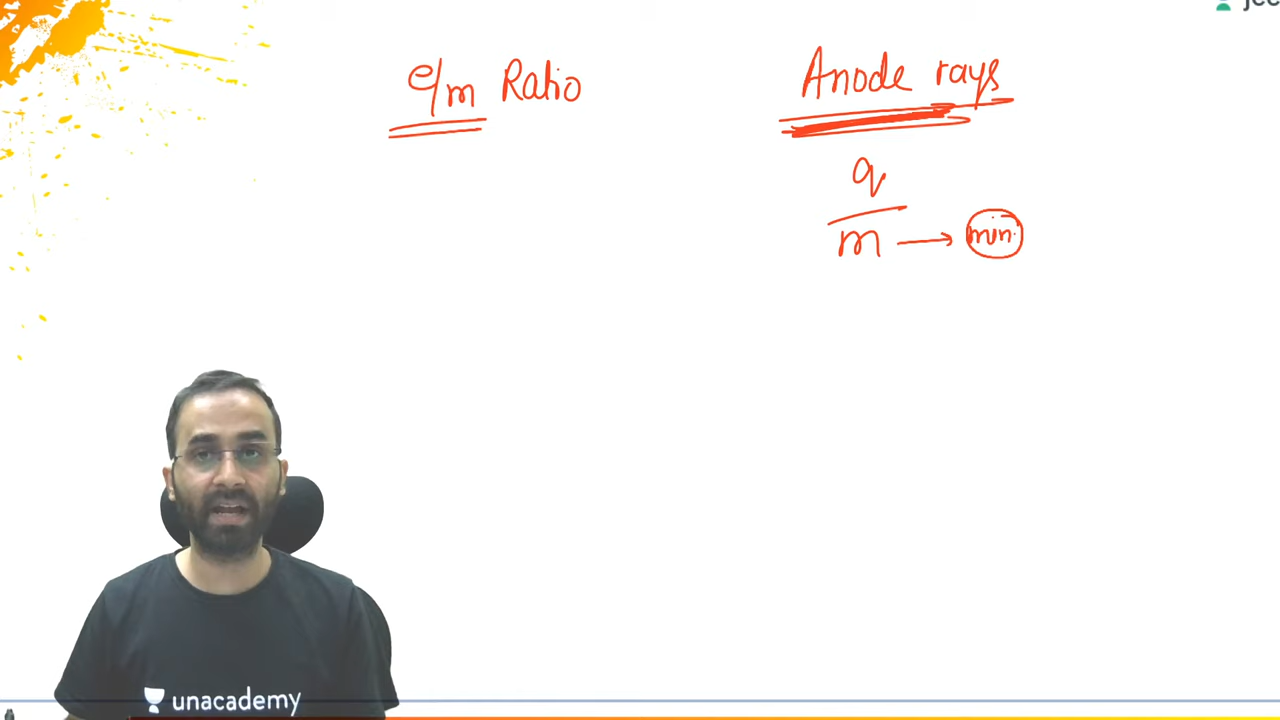 e/m Ratio
Anode rays
q
m → min.
unacademy